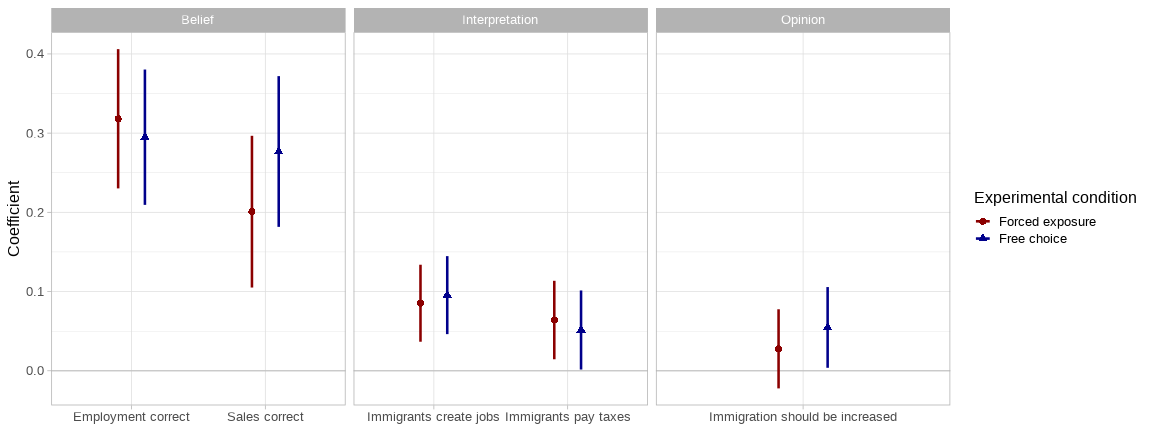 Belief
Interpretation
Opinion
Coefficient
0.4
0.3
0.2
0.1
0.0
Employment correct
Sales correct
Immigrants create jobs
Immigrants pay taxes
Immigration should be increased
Experimental condition
Forced exposure
Free choice